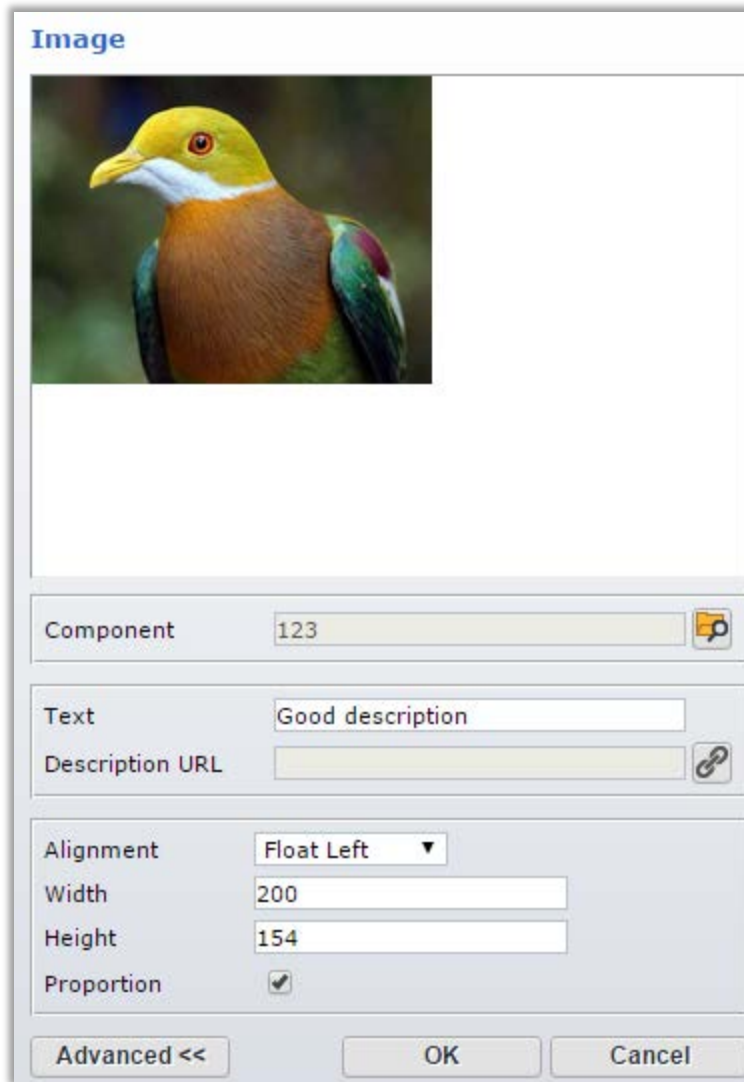 Image
Component 123
Text Good description
Description URL
Alignment Float Left
Width 200
Height 154
Proportion
Advanced << OK Cancel